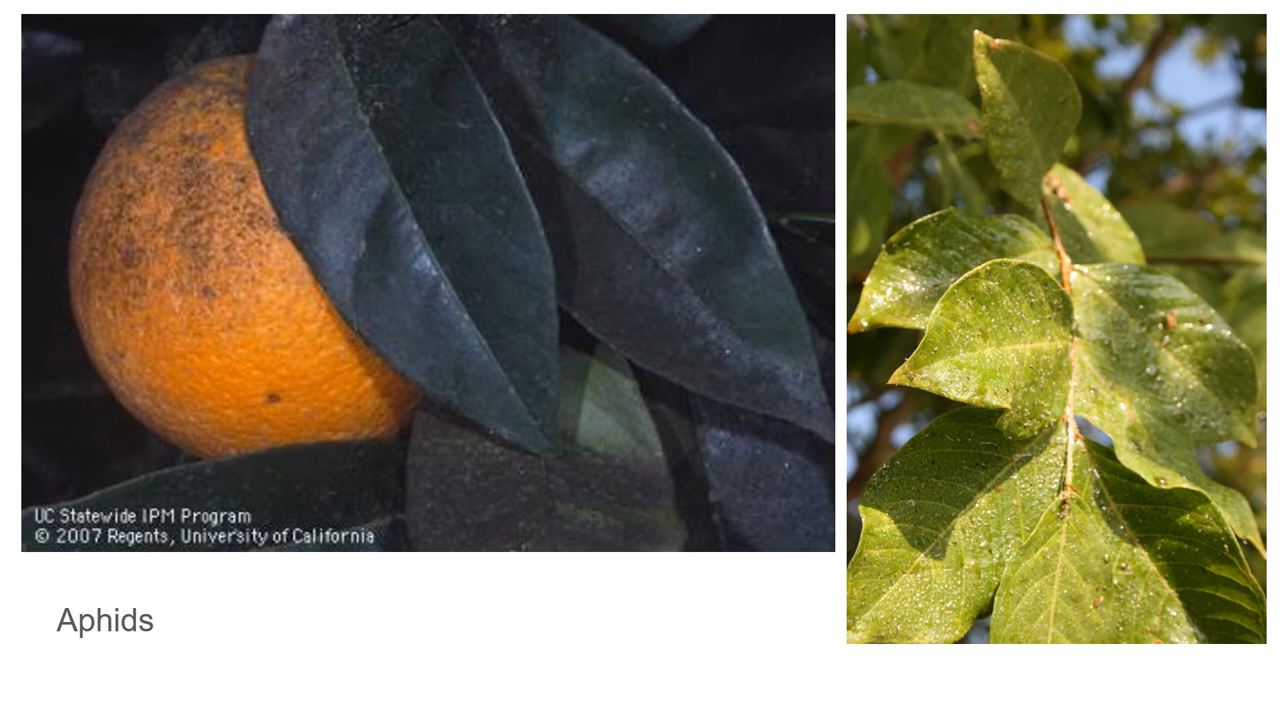 UC Statewide IPM Program
© 2007 Regents, University of California
Aphids